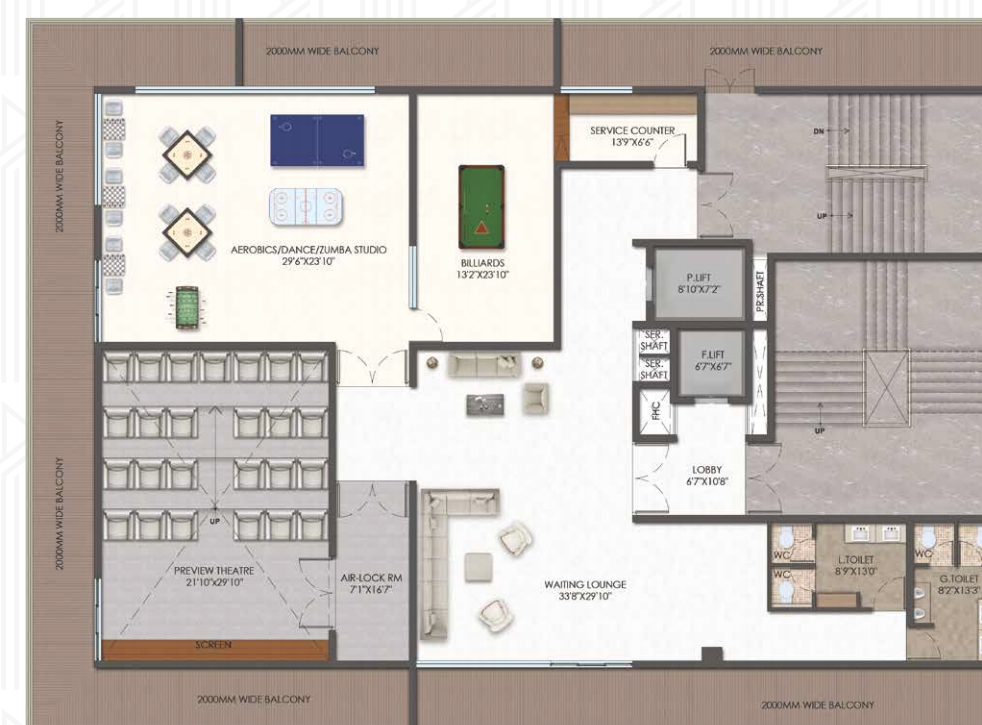 2000MM WIDE BALCONY
2000MM WIDE BALCONY
2000MM WIDE BALCONY
SERVICE COUNTER
13'9"X6'6"
DN
UP
AEROBICS/DANCE/ZUMBA STUDIO
29'6"X23'10"
BILLIARDS
13'2"X23'10"
P.LIFT
8'10"X7'2"
PR.SHAFT
SER.
SHAFT
SER.
SHAFT
F.LIFT
6'7"X6'7"
FHC
UP
LOBBY
6'7"X10'8"
2000MM WIDE BALCONY
UP
PREVIEW THEATRE
21'10"X29'10"
AIR-LOCK RM
7'1"X16'7"
WAITING LOUNGE
33'8"X29'10"
WC
WC
L.TOILET
8'9"X13'0"
WC
G.TOILET
8'2"X13'3"
SCREEN
2000MM WIDE BALCONY
2000MM WIDE BALCONY